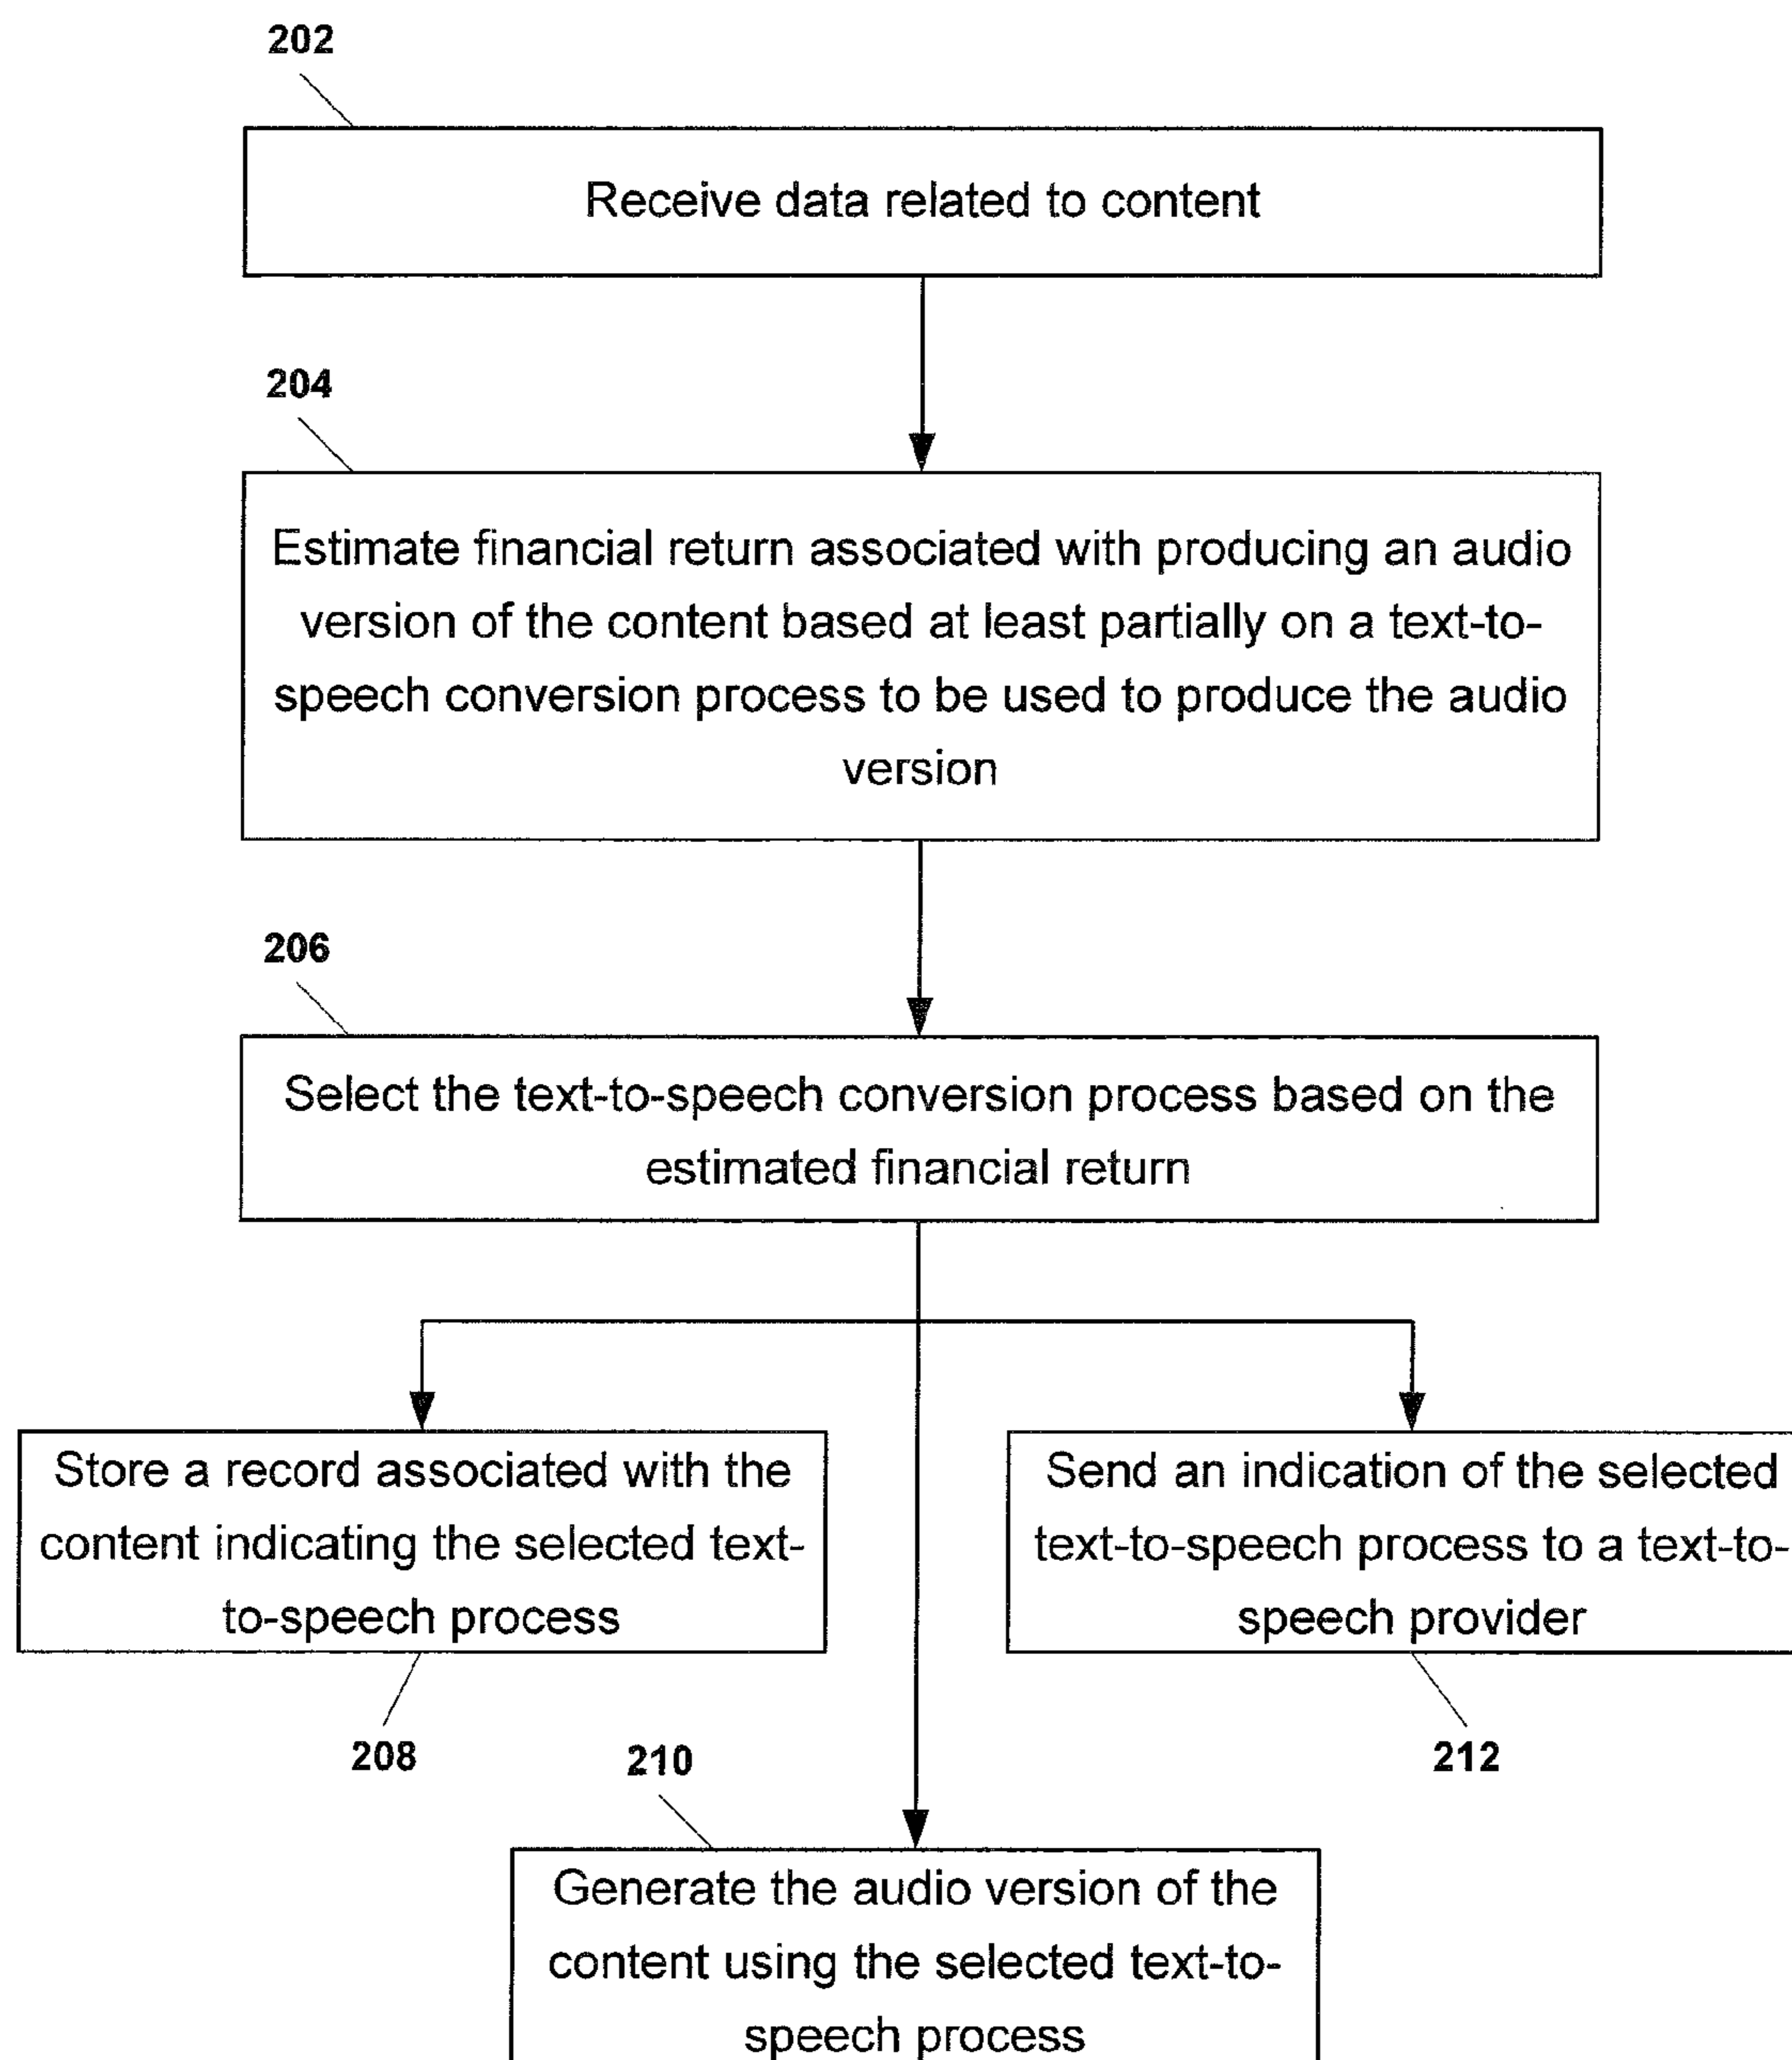 202
Receive data related to content
204
Estimate financial return associated with producing an audio
version of the content based at least partially on a text-to-
speech conversion process to be used to produce the audio
version
206
Select the text-to-speech conversion process based on the
estimated financial return
Store a record associated with the
content indicating the selected text-
to-speech process
208
Send an indication of the selected
text-to-speech process to a text-to-
speech provider
212
210
Generate the audio version of the
content using the selected text-to-
speech process